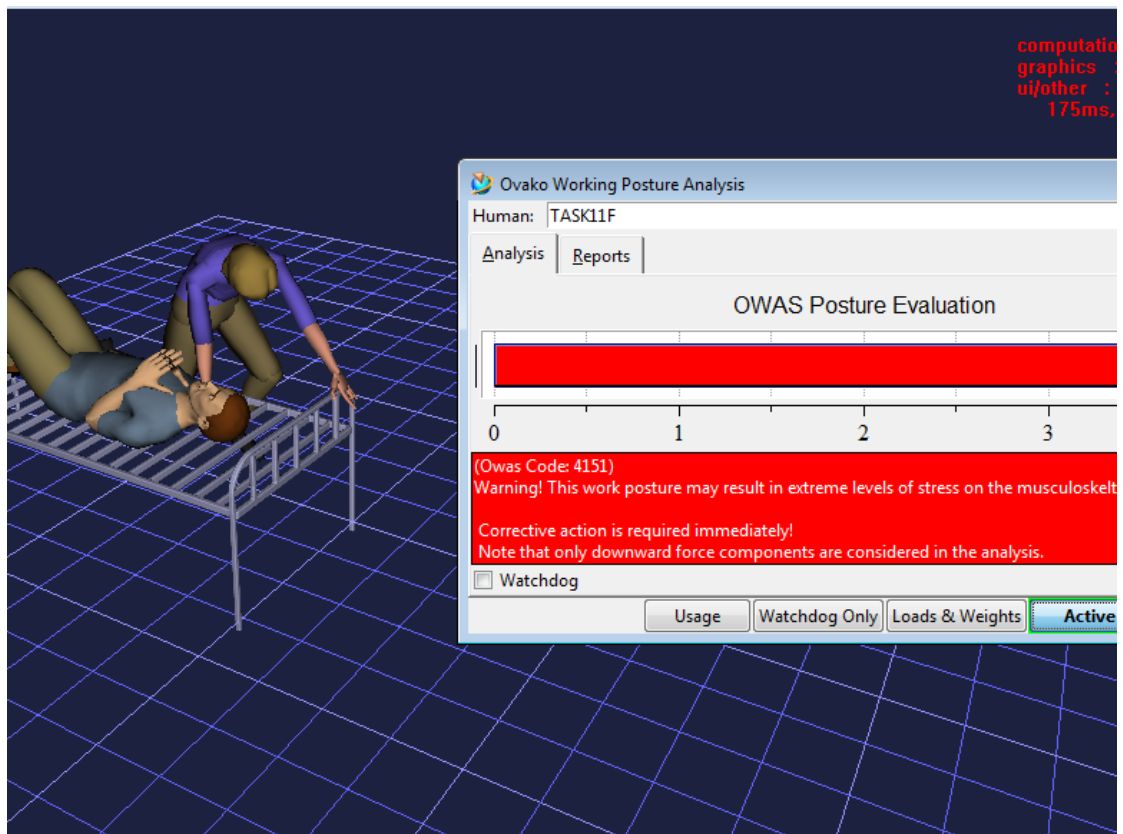 computatio
graphics :
ui/other :
175ms,
Ovako Working Posture Analysis
Human: TASK11F
Analysis Reports
OWAS Posture Evaluation
0 1 2 3
(Owas Code: 4151)
Warning! This work posture may result in extreme levels of stress on the musculoskelt
Corrective action is required immediately!
Note that only downward force components are considered in the analysis.
Watchdog
Usage Watchdog Only Loads & Weights Active